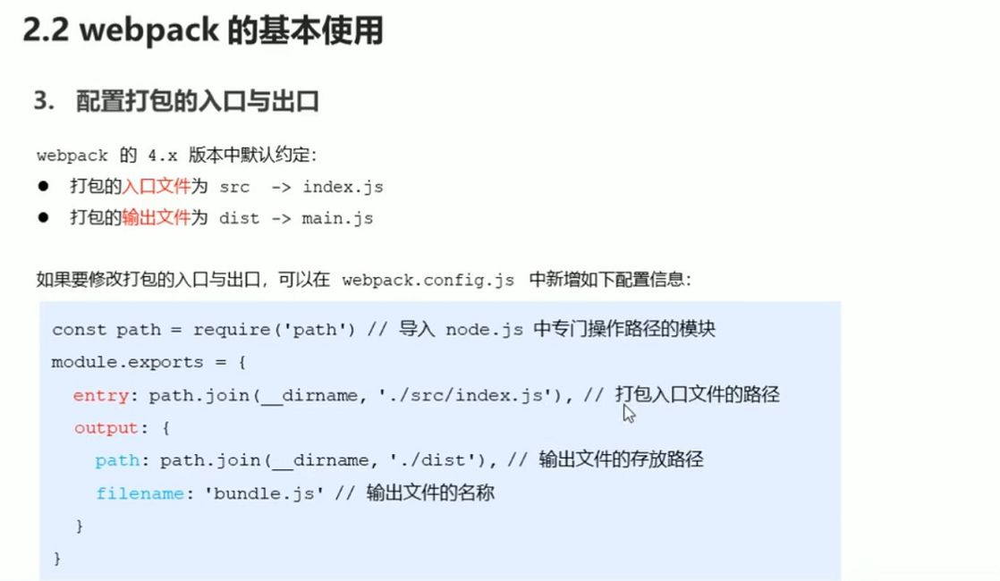 2.2 webpack 的基本使用
3. 配置打包的入口与出口
webpack 的 4.x 版本中默认约定：
● 打包的入口文件为 src -> index.js
● 打包的输出文件为 dist -> main.js
如果要修改打包的入口与出口，可以在 webpack.config.js 中新增如下配置信息：
const path = require('path') // 导入 node.js 中专门操作路径的模块
module.exports = {
entry: path.join(__dirname, './src/index.js'), // 打包入口文件的路径
output: {
path: path.join(__dirname, './dist'), // 输出文件的存放路径
filename: 'bundle.js' // 输出文件的名称
}
}